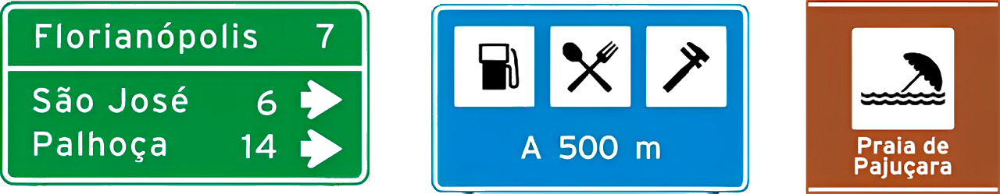 Florianópolis 7
São José 6
Palhoça 14
A 500 m
Praia de
Pajuçara